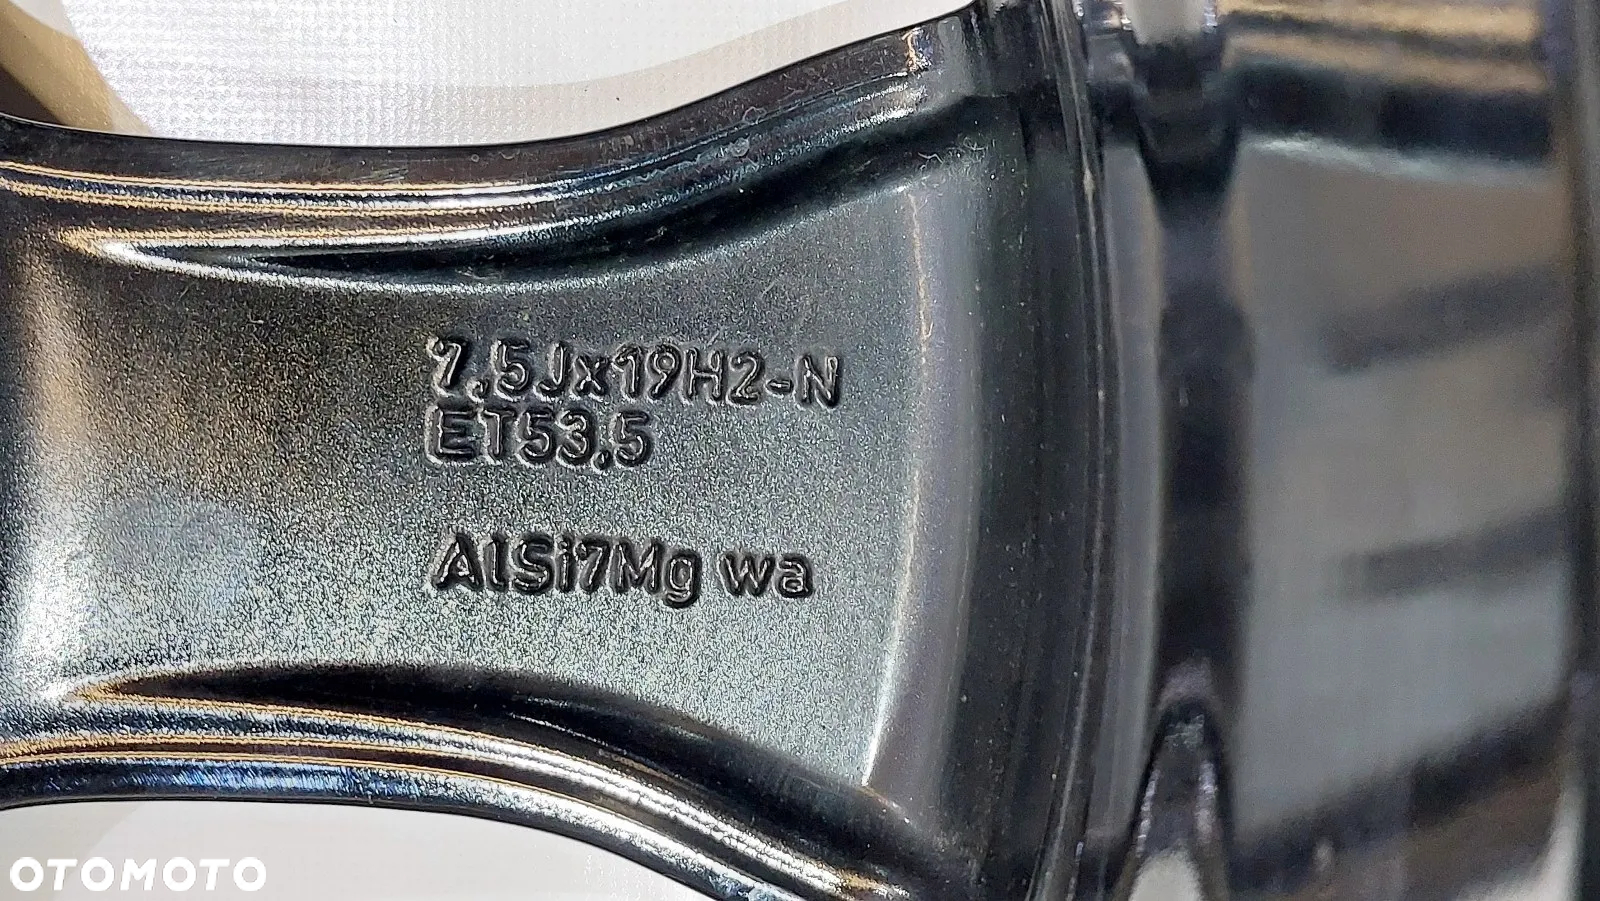 7.5Jx19H2-N
ET53.5
AlSi7Mg wa
OTOMOTO